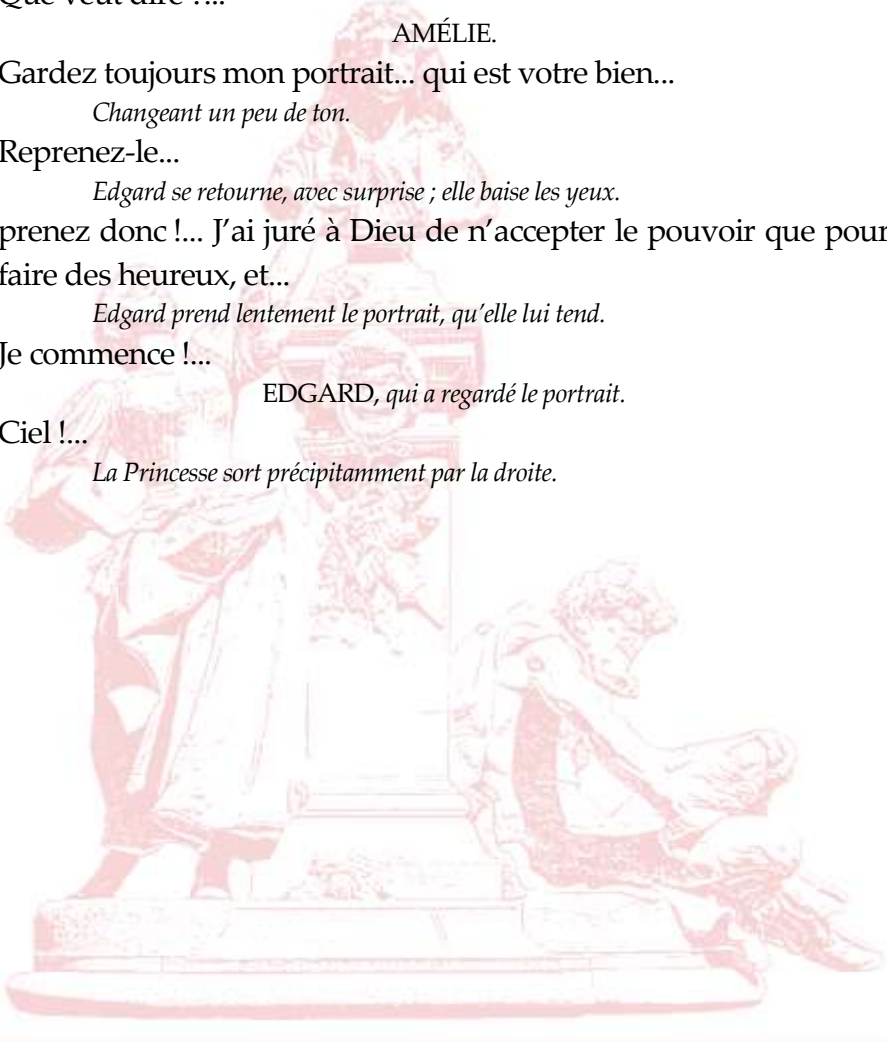 Que veut dire ?...
AMÉLIE.
Gardez toujours mon portrait... qui est votre bien...
Changeant un peu de ton.
Reprenez-le...
Edgard se retourne, avec surprise ; elle baise les yeux.
prenez donc !... J'ai juré à Dieu de n'accepter le pouvoir que pour
faire des heureux, et...
Edgard prend lentement le portrait, qu'elle lui tend.
Je commence !...
EDGARD, qui a regardé le portrait.
Ciel !...
La Princesse sort précipitamment par la droite.